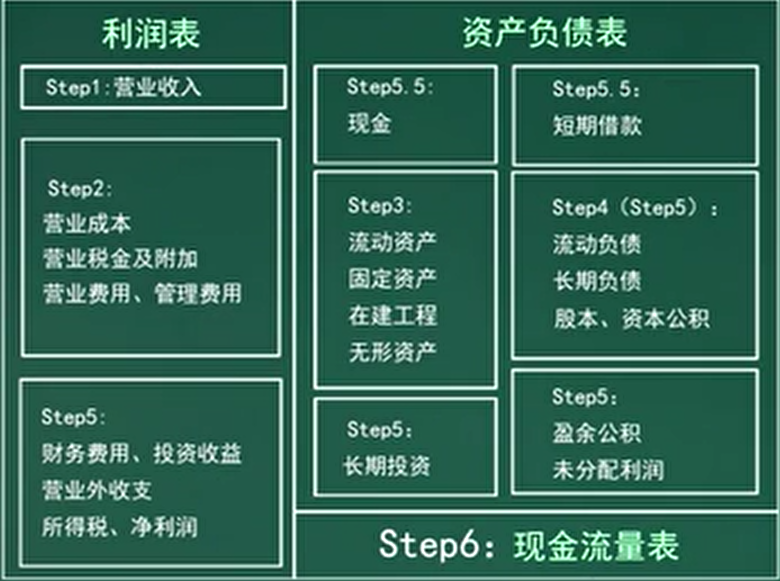 利润表
Step1:营业收入
Step2:
营业成本
营业税金及附加
营业费用、管理费用
Step5:
财务费用、投资收益
营业外收支
所得税、净利润
资产负债表
Step5.5:
现金
Step5.5：
短期借款
Step3:
流动资产
固定资产
在建工程
无形资产
Step4（Step5）：
流动负债
长期负债
股本、资本公积
Step5：
长期投资
Step5：
盈余公积
未分配利润
Step6：现金流量表